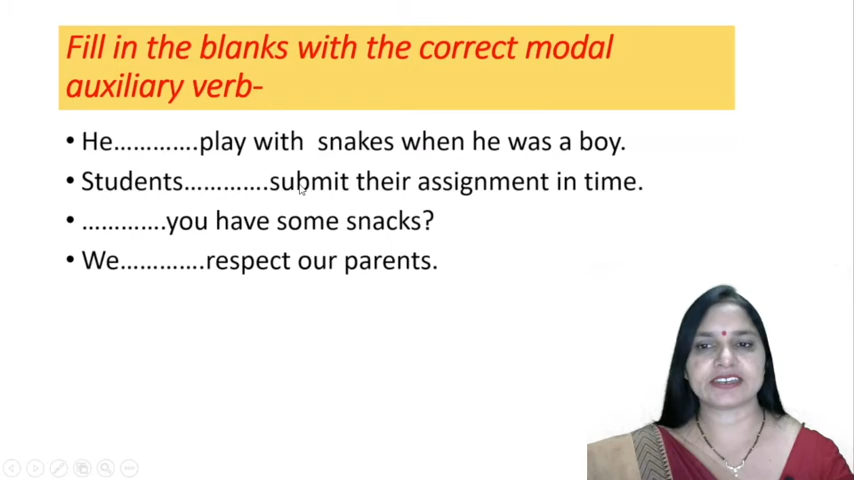 Fill in the blanks with the correct modal
auxiliary verb-
• He………….play with snakes when he was a boy.
• Students………….submit their assignment in time.
• ………….you have some snacks?
• We………….respect our parents.